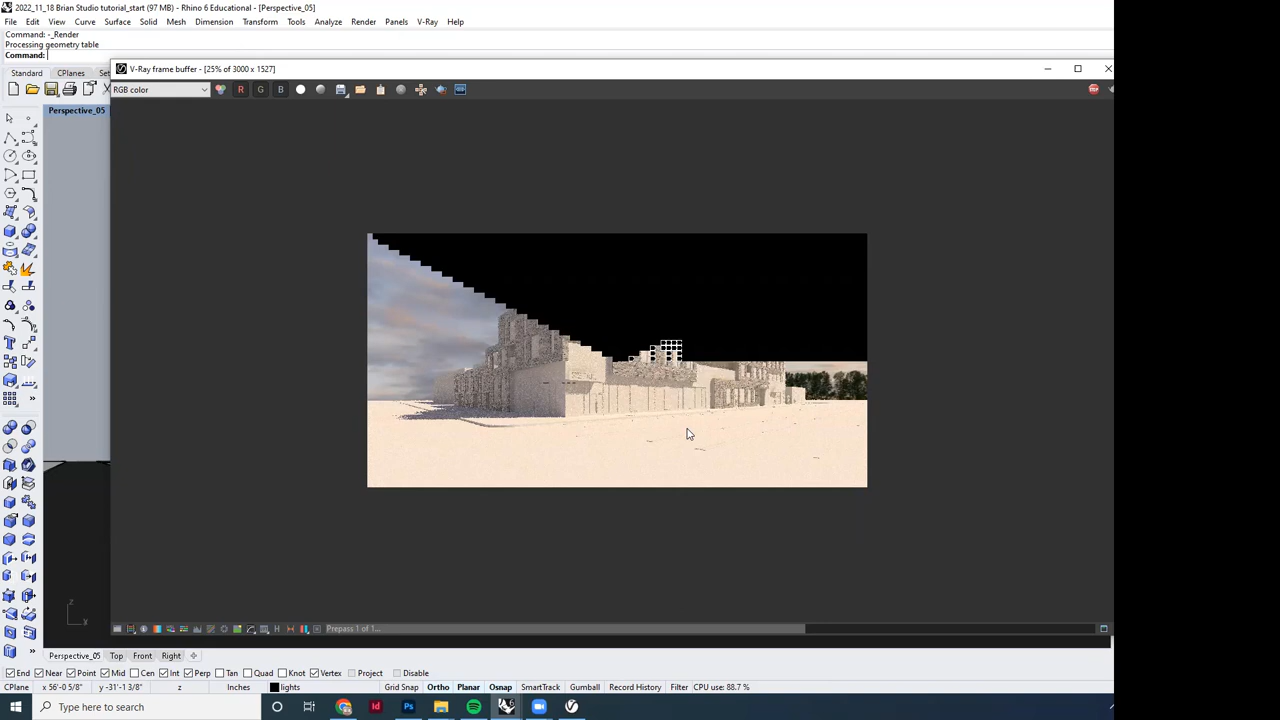 2022_11_18 Brian Studio tutorial_start (97 MB) - Rhino 6 Educational - [Perspective_05]
File Edit View Curve Surface Solid Mesh Dimension Transform Tools Analyze Render Panels V-Ray Help
Command: -_Render
Processing geometry table
Command:
Standard CPlanes Set
V-Ray frame buffer - [25% of 3000 x 1527]
RGB color R G B STOP
Perspective_05
z
y
H Prepass 1 of 1...
Perspective_05 Top Front Right
End Near Point Mid Cen Int Perp Tan Quad Knot Vertex Project Disable
CPlane x 56'-0 5/8" y -31'-1 3/8" z Inches lights Grid Snap Ortho Planar Osnap SmartTrack Gumball Record History Filter CPU use: 88.7 %
Type here to search Id Ps